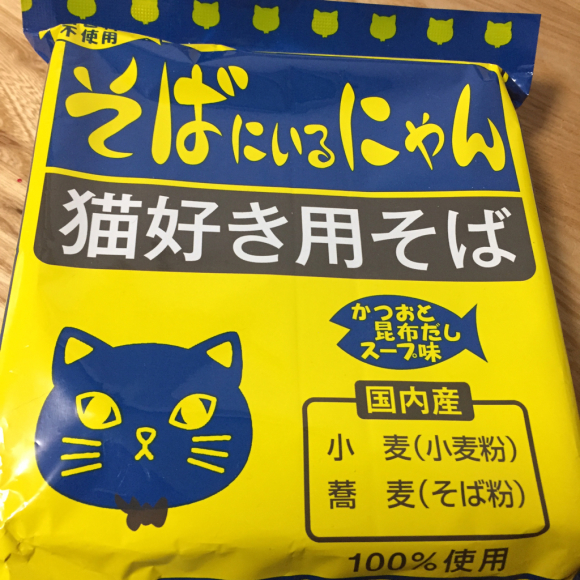 不使用
そばにいるにゃん
猫好き用そば
かつおと
昆布だし
スープ味
国内産
小 麦(小麦粉)
蕎 麦(そば粉)
100%使用